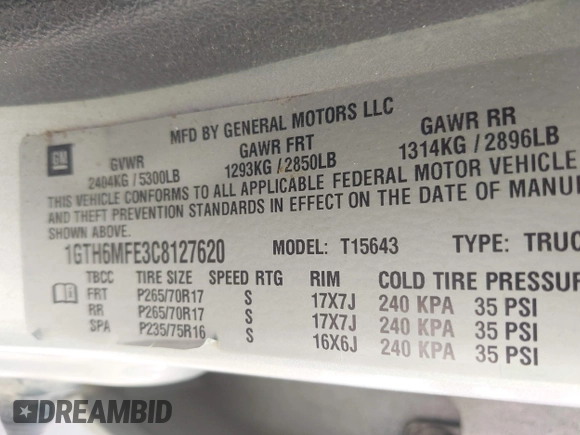 MFD BY GENERAL MOTORS LLC
GM
GVWR GAWR FRT GAWR RR
2404KG / 5300LB 1293KG / 2850LB 1314KG / 2896LB
THIS VEHICLE CONFORMS TO ALL APPLICABLE FEDERAL MOTOR VEHICLE
THEFT PREVENTION STANDARDS IN EFFECT ON THE DATE OF MANU
SHOWN ABOVE.
1GTH6MFE3C8127620 MODEL: T15643 TYPE: TRUC
TBCC TIRE SIZE SPEED RTG RIM COLD TIRE PRESSUR
FRT P265/70R17 S 17X7J 240 KPA 35 PSI
RR P265/70R17 S 17X7J 240 KPA 35 PSI
SPA P235/75R16 S 16X6J 240 KPA 35 PSI
DREAMBID